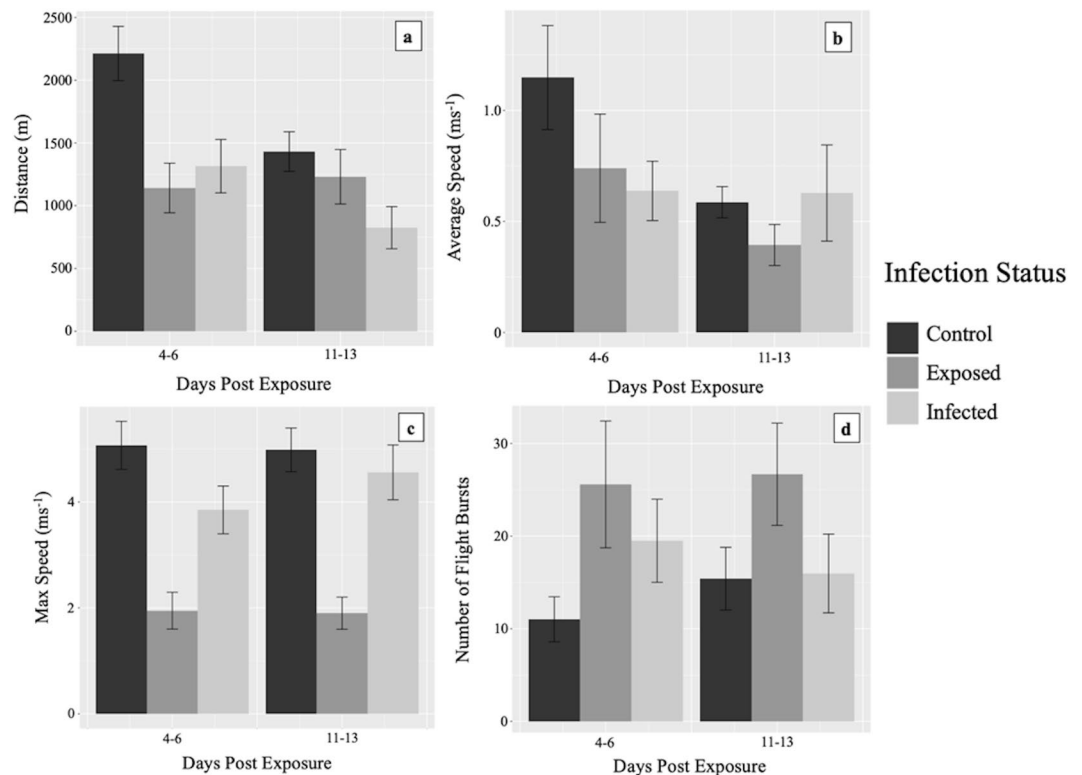 a
2500
2000
1500
1000
500
0
Distance (m)
4-6
11-13
Days Post Exposure
b
1.0
0.5
0
Average Speed (ms⁻¹)
4-6
11-13
Days Post Exposure
Infection Status
Control
Exposed
Infected
c
4
2
0
Max Speed (ms⁻¹)
4-6
11-13
Days Post Exposure
d
30
20
10
0
Number of Flight Bursts
4-6
11-13
Days Post Exposure